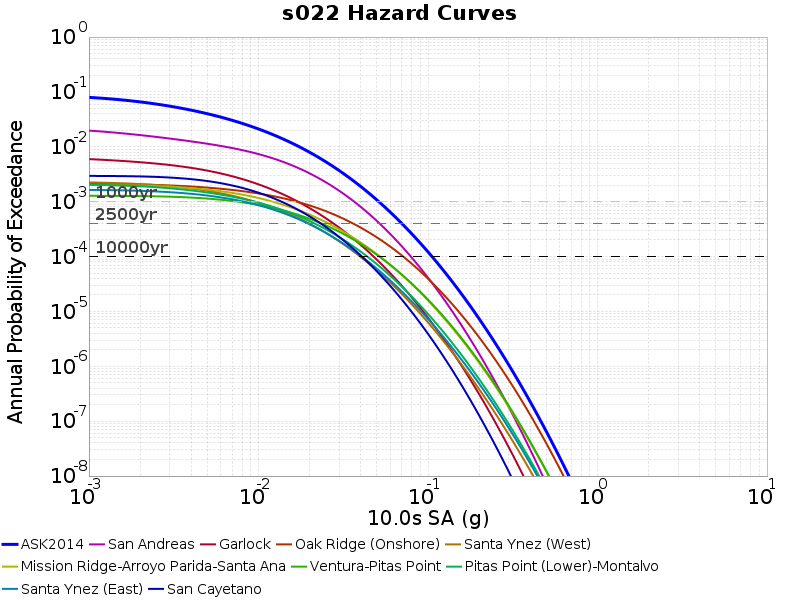 s022 Hazard Curves
Annual Probability of Exceedance
10^0
10^-1
10^-2
10^-3
10^-4
10^-5
10^-6
10^-7
10^-8
1000yr
2500yr
10000yr
10^-3 10^-2 10^-1 10^0 10^1
10.0s SA (g)
ASK2014 San Andreas Garlock Oak Ridge (Onshore) Santa Ynez (West)
Mission Ridge-Arroyo Parida-Santa Ana Ventura-Pitas Point Pitas Point (Lower)-Montalvo
Santa Ynez (East) San Cayetano